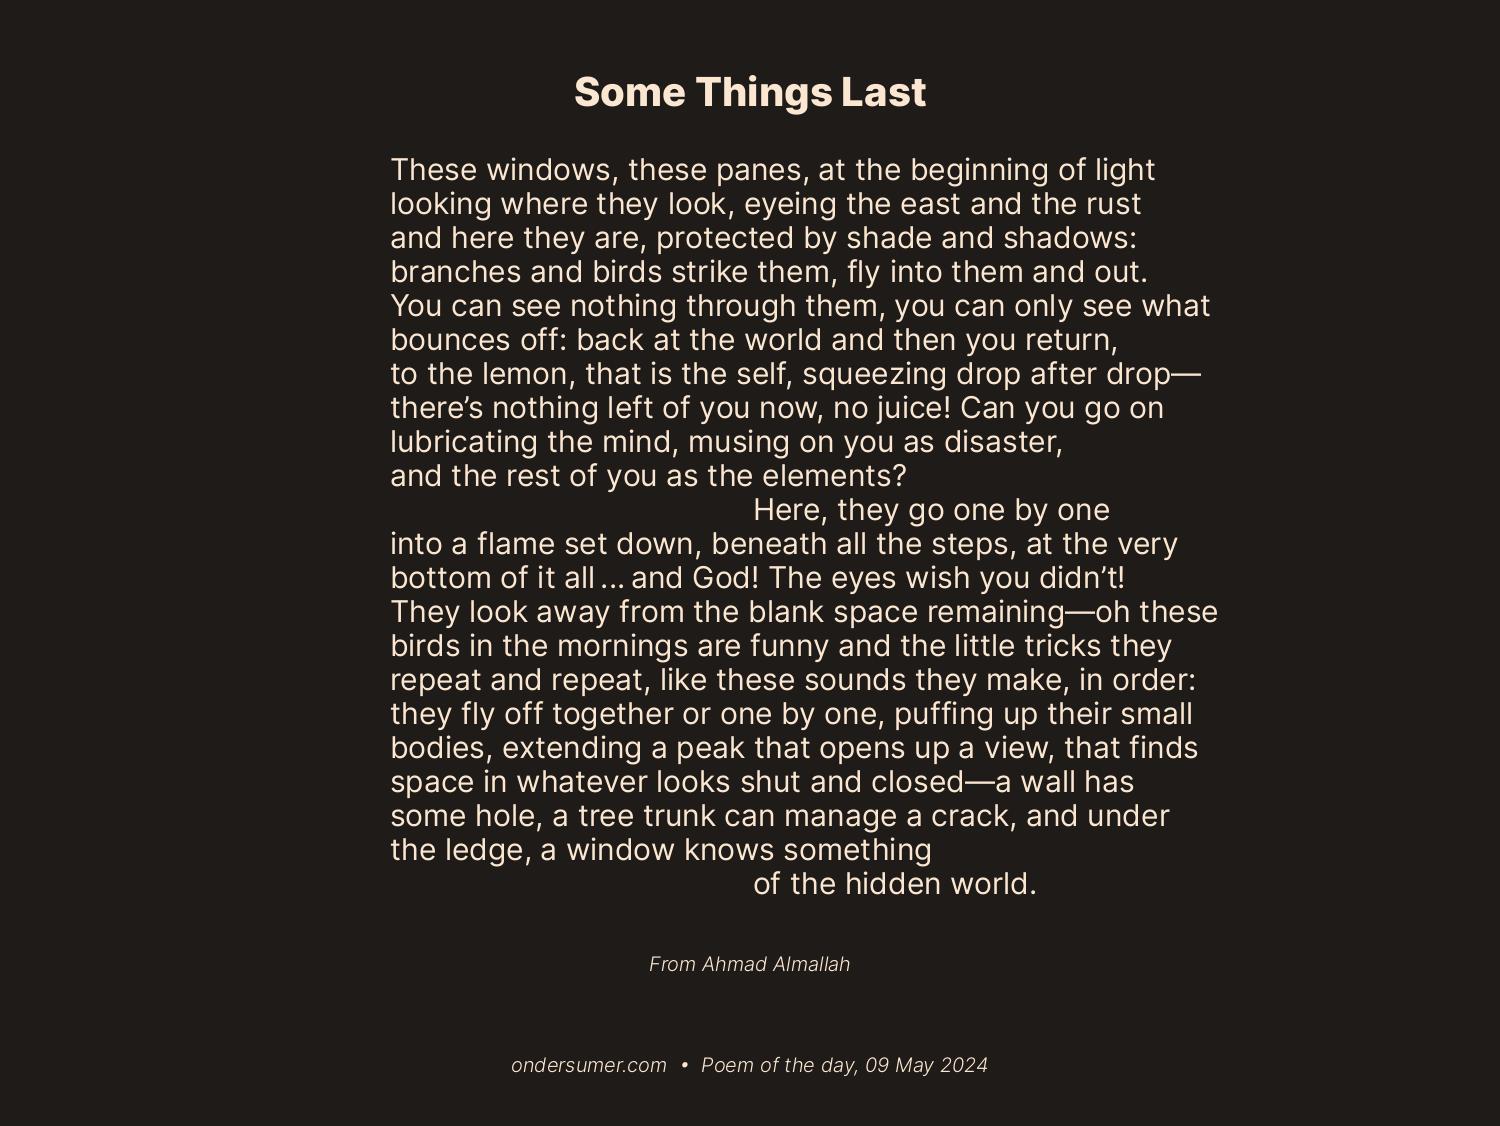 Some Things Last
These windows, these panes, at the beginning of light
looking where they look, eyeing the east and the rust
and here they are, protected by shade and shadows:
branches and birds strike them, fly into them and out.
You can see nothing through them, you can only see what
bounces off: back at the world and then you return,
to the lemon, that is the self, squeezing drop after drop—
there’s nothing left of you now, no juice! Can you go on
lubricating the mind, musing on you as disaster,
and the rest of you as the elements?
Here, they go one by one
into a flame set down, beneath all the steps, at the very
bottom of it all ... and God! The eyes wish you didn’t!
They look away from the blank space remaining—oh these
birds in the mornings are funny and the little tricks they
repeat and repeat, like these sounds they make, in order:
they fly off together or one by one, puffing up their small
bodies, extending a peak that opens up a view, that finds
space in whatever looks shut and closed—a wall has
some hole, a tree trunk can manage a crack, and under
the ledge, a window knows something
of the hidden world.
From Ahmad Almallah
ondersumer.com • Poem of the day, 09 May 2024